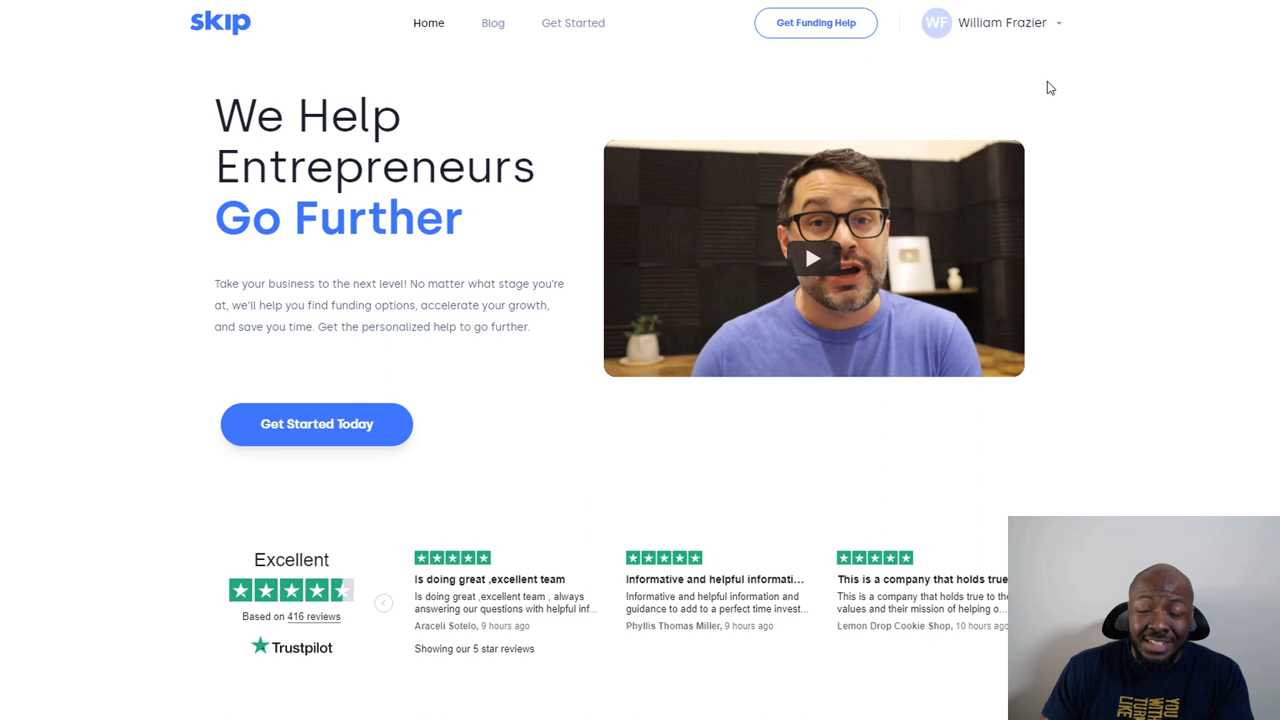 skip
Home
Blog
Get Started
Get Funding Help
WF
William Frazier
We Help
Entrepreneurs
Go Further
Take your business to the next level! No matter what stage you're
at, we'll help you find funding options, accelerate your growth,
and save you time. Get the personalized help to go further.
Get Started Today
Excellent
Based on 416 reviews
Trustpilot
Is doing great ,excellent team
Is doing great ,excellent team , always
answering our questions with helpful inf...
Araceli Sotelo, 9 hours ago
Showing our 5 star reviews
Informative and helpful informati...
Informative and helpful information and
guidance to add to a perfect time invest...
Phyllis Thomas Miller, 9 hours ago
This is a company that holds true
This is a company that holds true to the
values and their mission of helping o...
Lemon Drop Cookie Shop, 10 hours ago
YOU
WITH
TURN
LIKE